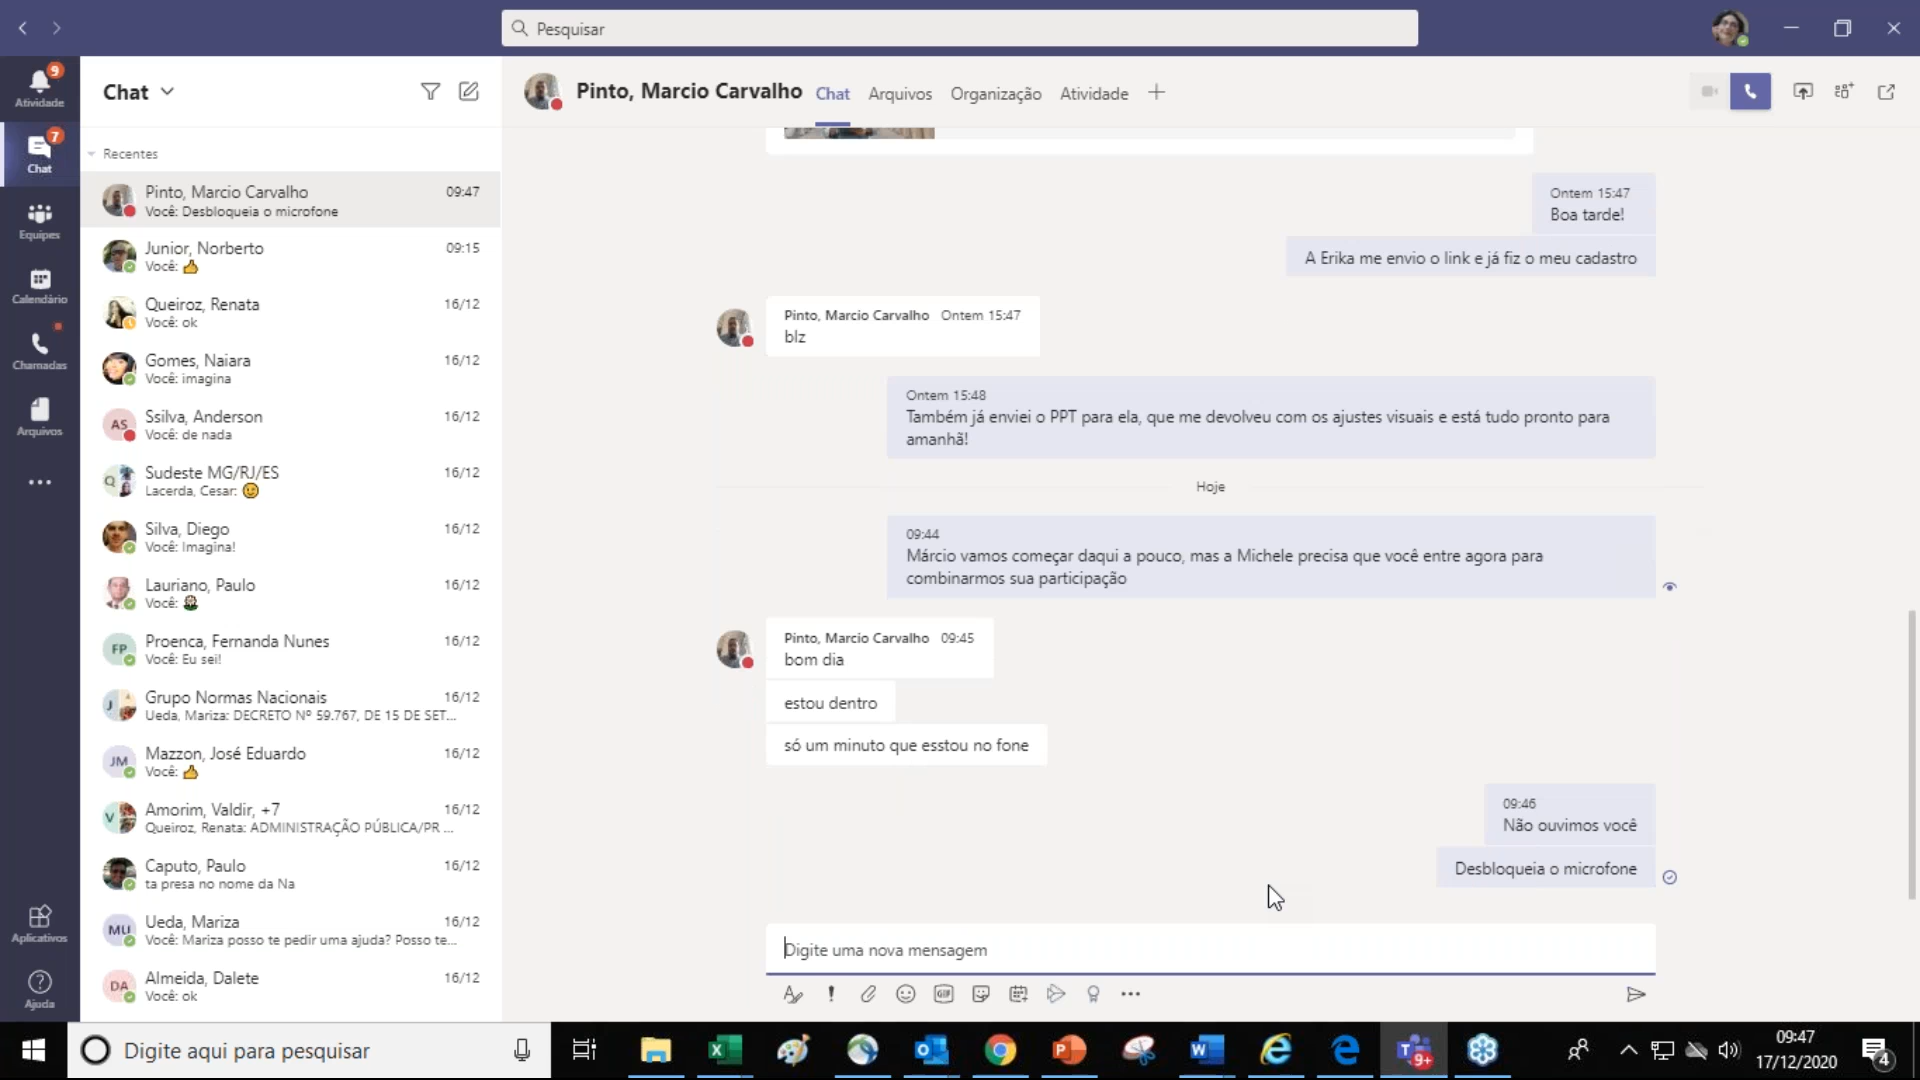 Pesquisar
9
Atividade
7
Chat
Equipes
Calendário
Chamadas
Arquivos
Aplicativos
Ajuda
Chat
Recentes
Pinto, Marcio Carvalho 09:47
Você: Desbloqueia o microfone
Junior, Norberto 09:15
Você: 👍
Queiroz, Renata 16/12
Você: ok
Gomes, Naiara 16/12
Você: imagina
AS
Ssilva, Anderson 16/12
Você: de nada
Q
Sudeste MG/RJ/ES 16/12
Lacerda, Cesar: 😉
Silva, Diego 16/12
Você: Imagina!
Lauriano, Paulo 16/12
Você:
FP
Proenca, Fernanda Nunes 16/12
Você: Eu sei!
J
Grupo Normas Nacionais 16/12
Ueda, Mariza: DECRETO Nº 59.767, DE 15 DE SET...
JM
Mazzon, José Eduardo 16/12
Você: 👍
V
Amorim, Valdir, +7 16/12
Queiroz, Renata: ADMINISTRAÇÃO PÚBLICA/PR ...
Caputo, Paulo 16/12
ta presa no nome da Na
MU
Ueda, Mariza 16/12
Você: Mariza posso te pedir uma ajuda? Posso te...
DA
Almeida, Dalete 16/12
Você: ok
Pinto, Marcio Carvalho Chat Arquivos Organização Atividade
Ontem 15:47
Boa tarde!
A Erika me envio o link e já fiz o meu cadastro
Pinto, Marcio Carvalho Ontem 15:47
blz
Ontem 15:48
Também já enviei o PPT para ela, que me devolveu com os ajustes visuais e está tudo pronto para
amanhã!
Hoje
09:44
Márcio vamos começar daqui a pouco, mas a Michele precisa que você entre agora para
combinarmos sua participação
Pinto, Marcio Carvalho 09:45
bom dia
estou dentro
só um minuto que esstou no fone
09:46
Não ouvimos você
Desbloqueia o microfone
Digite uma nova mensagem
GIF
Digite aqui para pesquisar
9+
09:47
17/12/2020
4